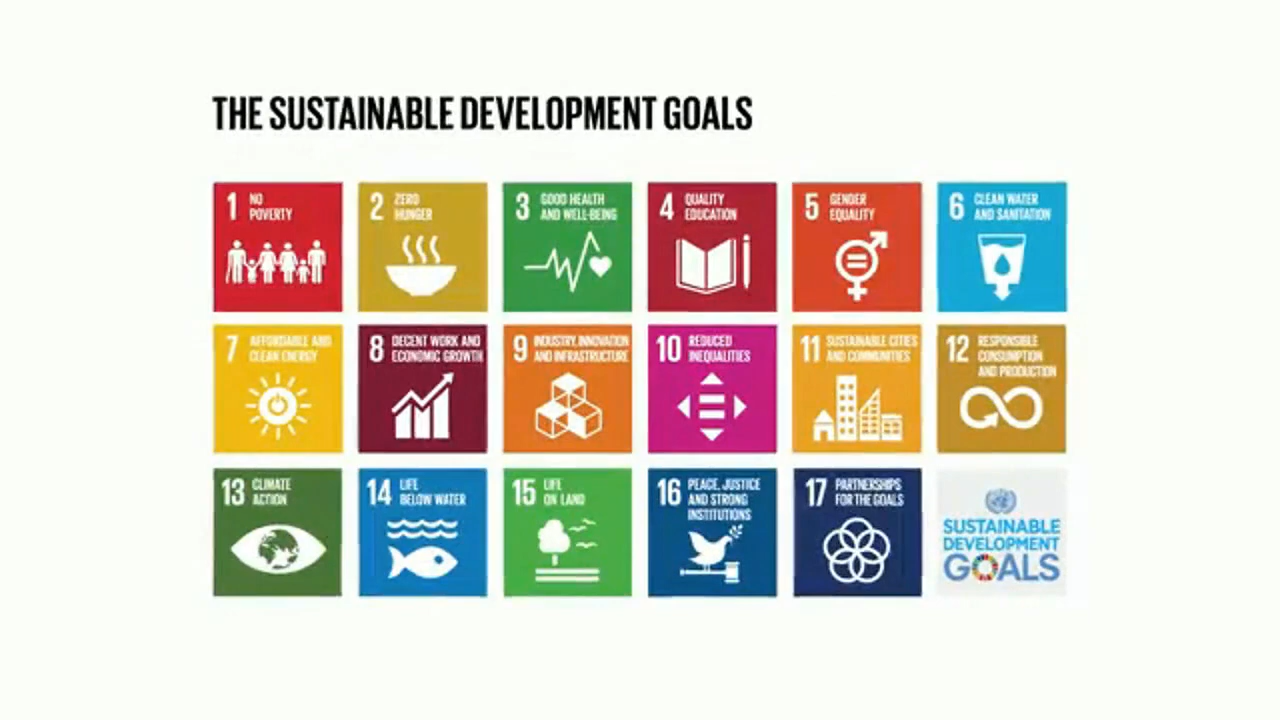 THE SUSTAINABLE DEVELOPMENT GOALS
1 NO
POVERTY
2 ZERO
HUNGER
3 GOOD HEALTH
AND WELL-BEING
4 QUALITY
EDUCATION
5 GENDER
EQUALITY
6 CLEAN WATER
AND SANITATION
7 AFFORDABLE AND
CLEAN ENERGY
8 DECENT WORK AND
ECONOMIC GROWTH
9 INDUSTRY, INNOVATION
AND INFRASTRUCTURE
10 REDUCED
INEQUALITIES
11 SUSTAINABLE CITIES
AND COMMUNITIES
12 RESPONSIBLE
CONSUMPTION
AND PRODUCTION
13 CLIMATE
ACTION
14 LIFE
BELOW WATER
15 LIFE
ON LAND
16 PEACE, JUSTICE
AND STRONG
INSTITUTIONS
17 PARTNERSHIPS
FOR THE GOALS
SUSTAINABLE
DEVELOPMENT
GOALS